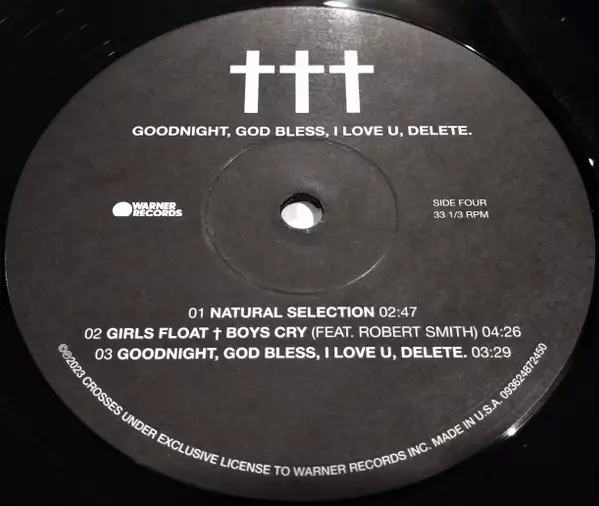 †††
GOODNIGHT, GOD BLESS, I LOVE U, DELETE.
WARNER
RECORDS
SIDE FOUR
33 1/3 RPM
01 NATURAL SELECTION 02:47
02 GIRLS FLOAT † BOYS CRY (FEAT. ROBERT SMITH) 04:26
03 GOODNIGHT, GOD BLESS, I LOVE U, DELETE. 03:29
©℗2023 CROSSES UNDER EXCLUSIVE LICENSE TO WARNER RECORDS INC. MADE IN U.S.A. 093624872450